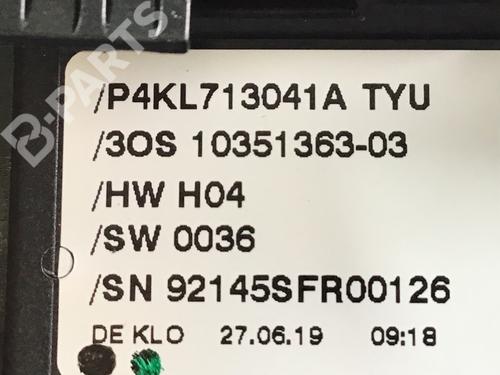 B-PARTS
/P4KL713041A TYU
/3OS 10351363-03
/HW H04
/SW 0036
/SN 92145SFR00126
DE KLO 27.06.19 09:18